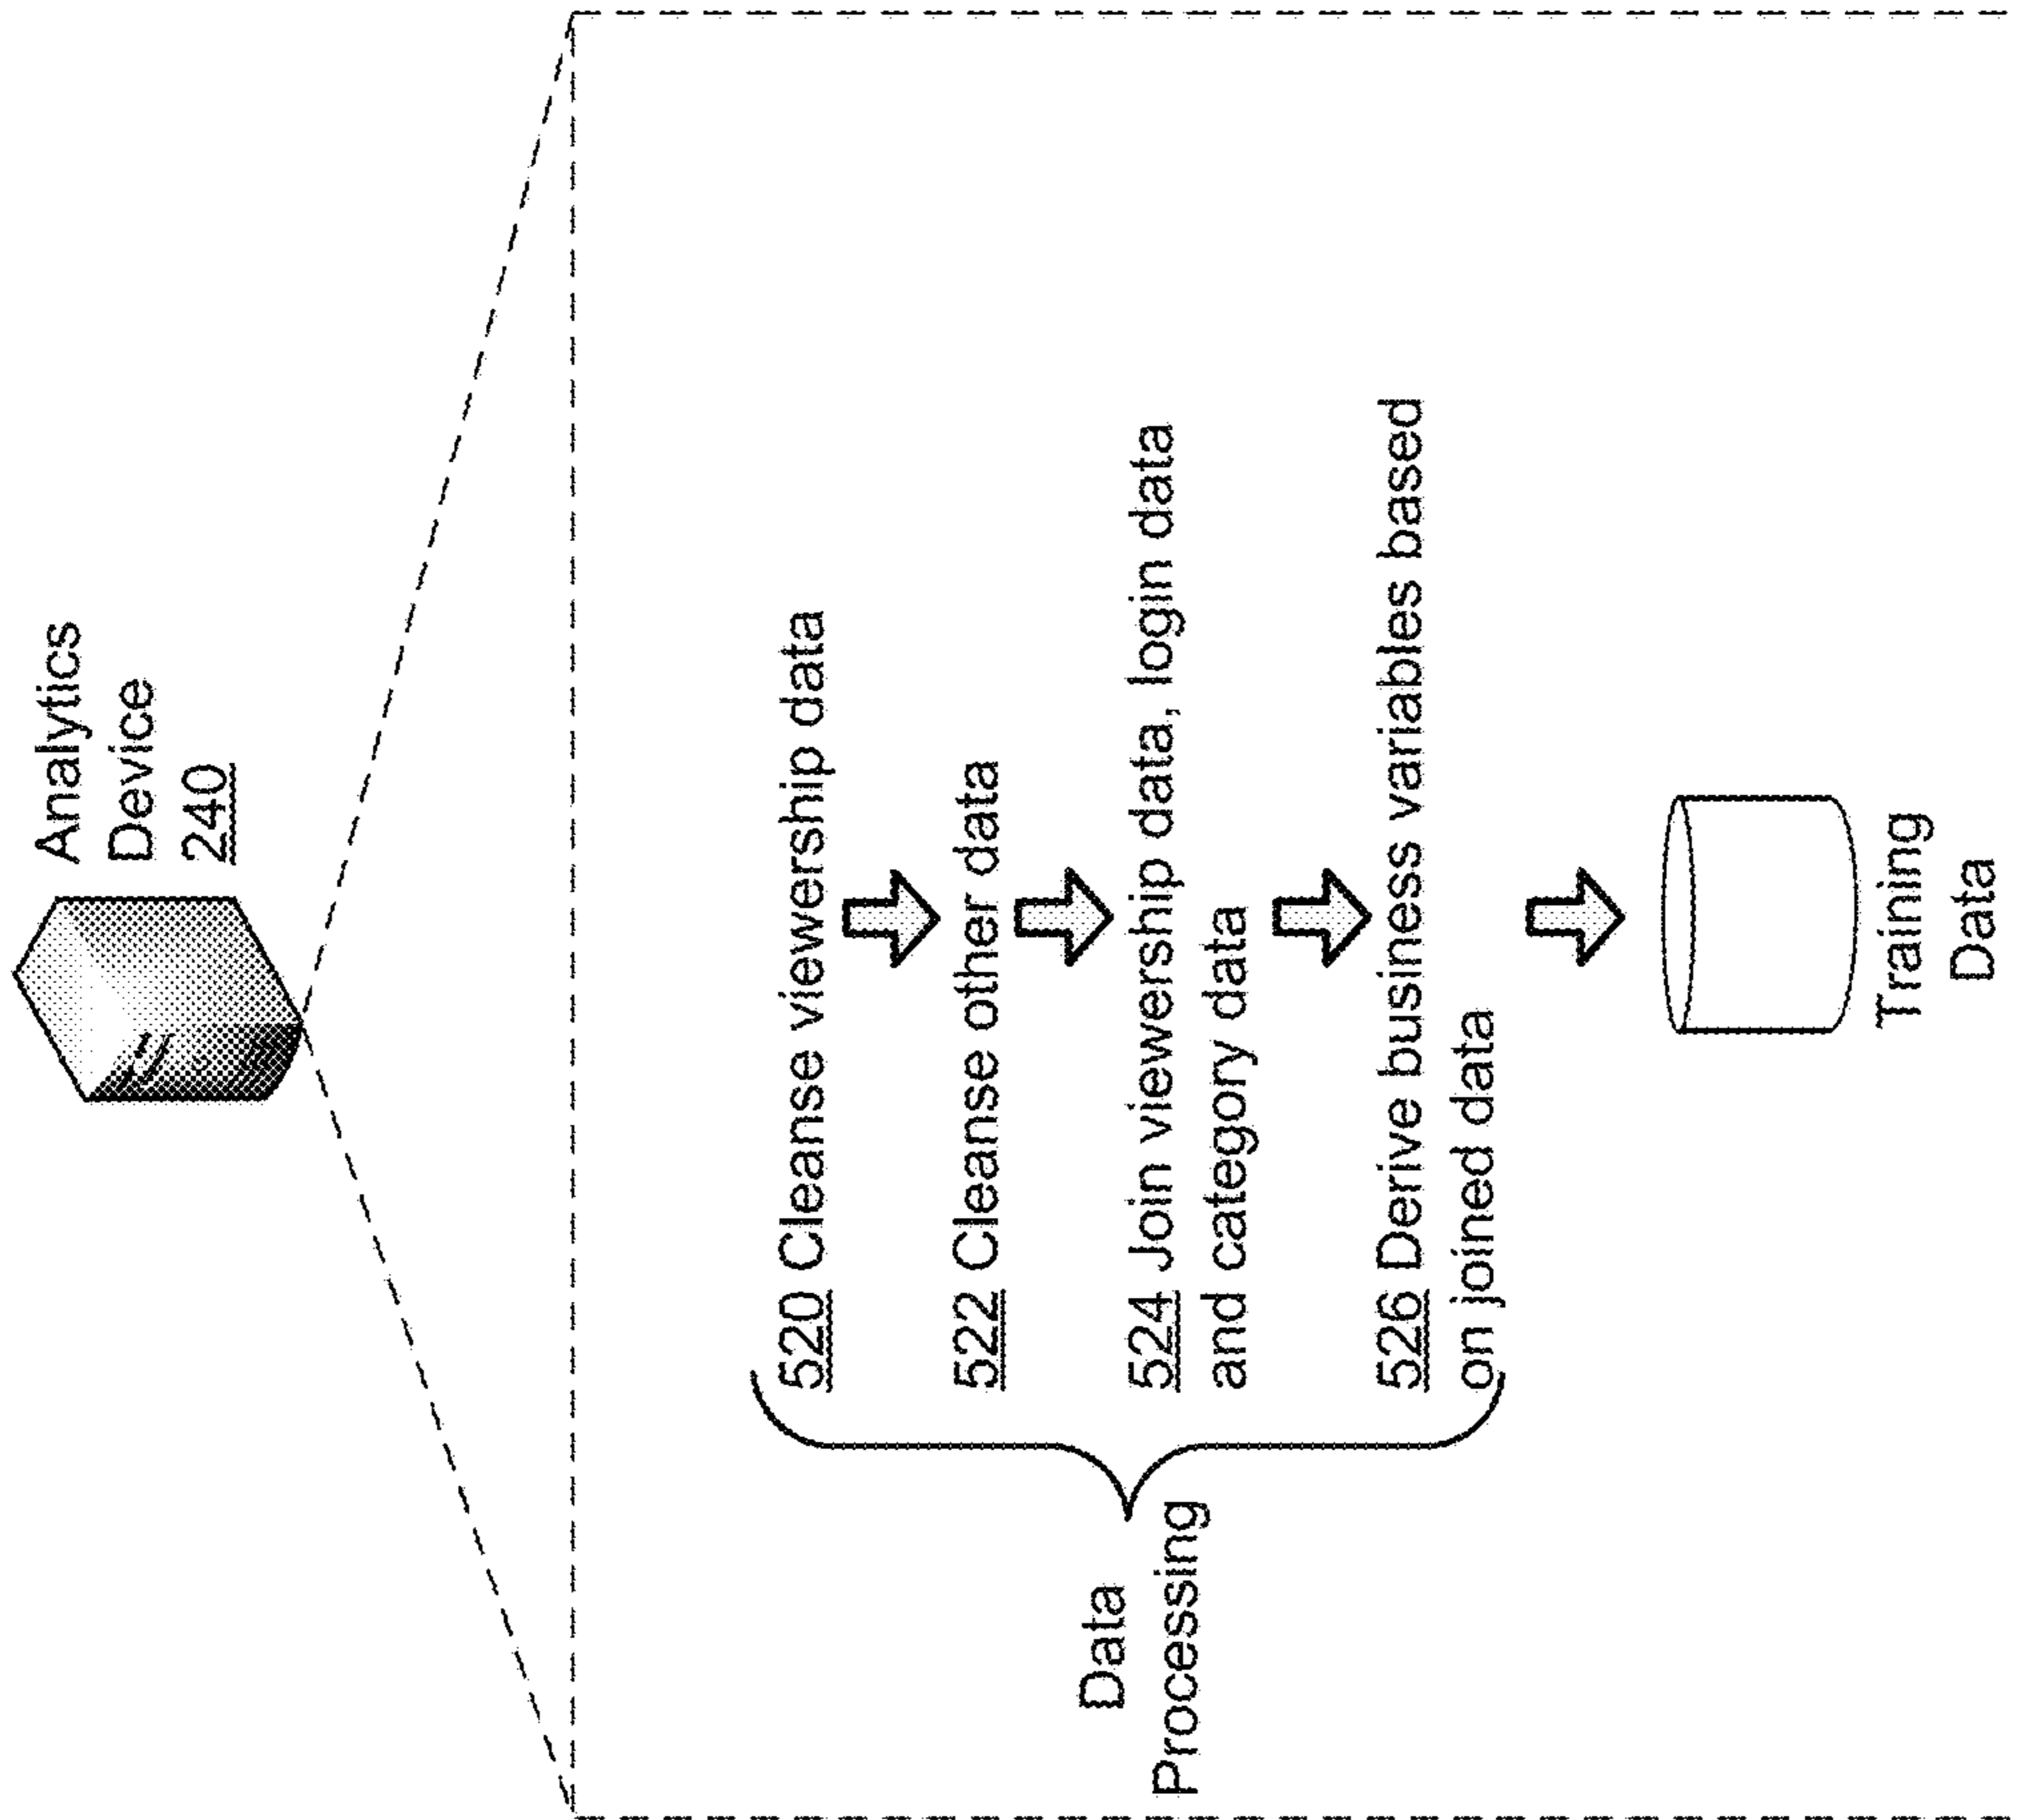 Analytics
Device
240
Data
Processing
520 Cleanse viewership data
522 Cleanse other data
524 Join viewership data, login data
and category data
526 Derive business variables based
on joined data
Training
Data